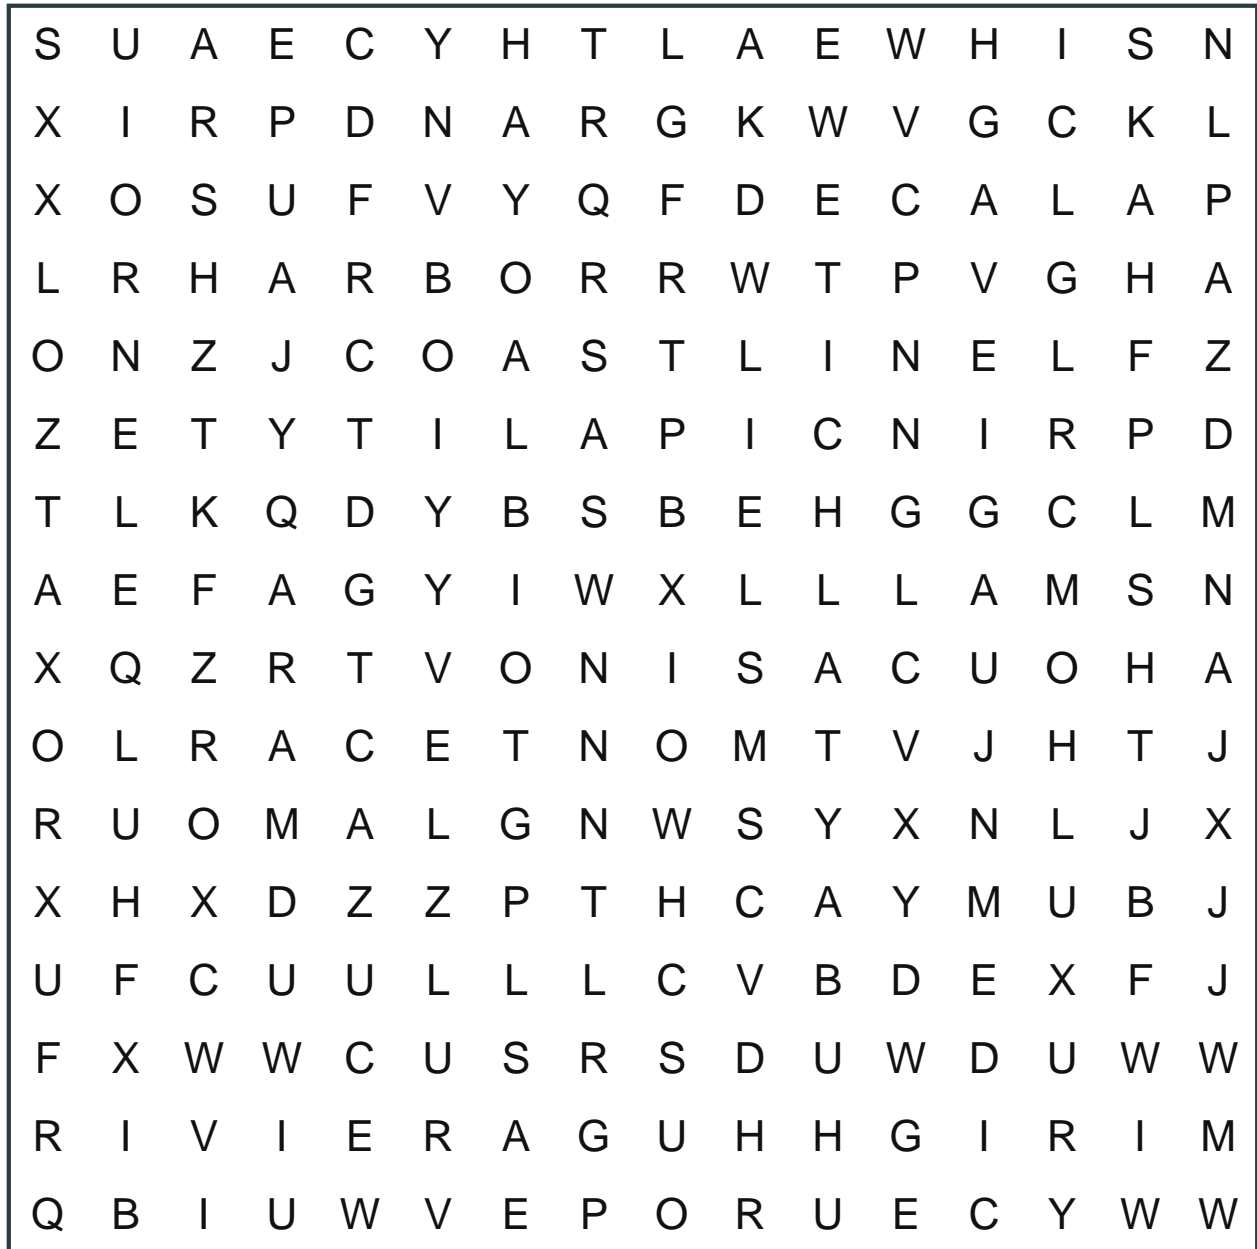 S U A E C Y H T L A E W H I S N
X I R P D N A R G K W V G C K L
X O S U F V Y Q F D E C A L A P
L R H A R B O R R W T P V G H A
O N Z J C O A S T L I N E L F Z
Z E T Y T I L A P I C N I R P D
T L K Q D Y B S B E H G G C L M
A E F A G Y I W X L L L A M S N
X Q Z R T V O N I S A C U O H A
O L R A C E T N O M T V J H T J
R U O M A L G N W S Y X N L J X
X H X D Z Z P T H C A Y M U B J
U F C U U L L L C V B D E X F J
F X W W C U S R S D U W D U W W
R I V I E R A G U H H G I R I M
Q B I U W V E P O R U E C Y W W